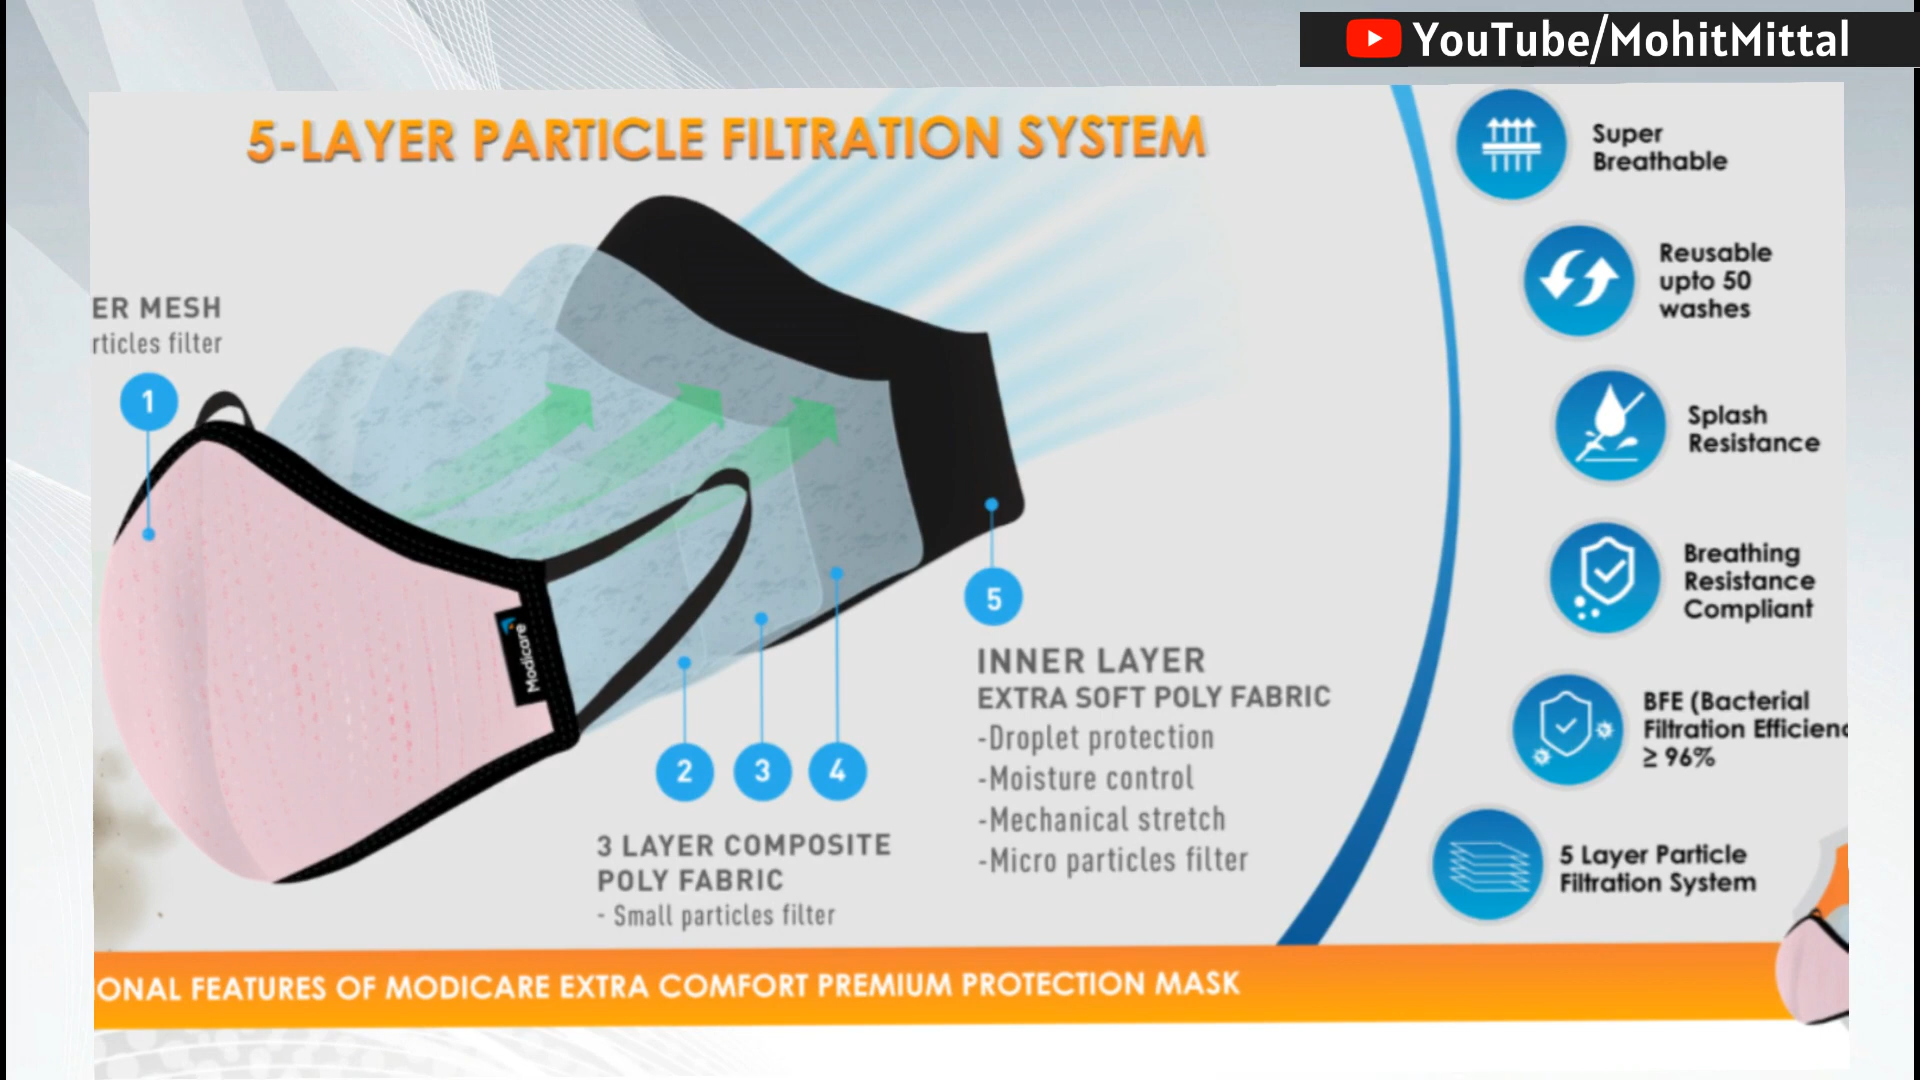 YouTube/MohitMittal
5-LAYER PARTICLE FILTRATION SYSTEM
ER MESH
rticles filter
1
Modicare
2
3
4
3 LAYER COMPOSITE
POLY FABRIC
- Small particles filter
5
INNER LAYER
EXTRA SOFT POLY FABRIC
-Droplet protection
-Moisture control
-Mechanical stretch
-Micro particles filter
Super
Breathable
Reusable
upto 50
washes
Splash
Resistance
Breathing
Resistance
Compliant
BFE (Bacterial
Filtration Efficienc
≥ 96%
5 Layer Particle
Filtration System
ONAL FEATURES OF MODICARE EXTRA COMFORT PREMIUM PROTECTION MASK